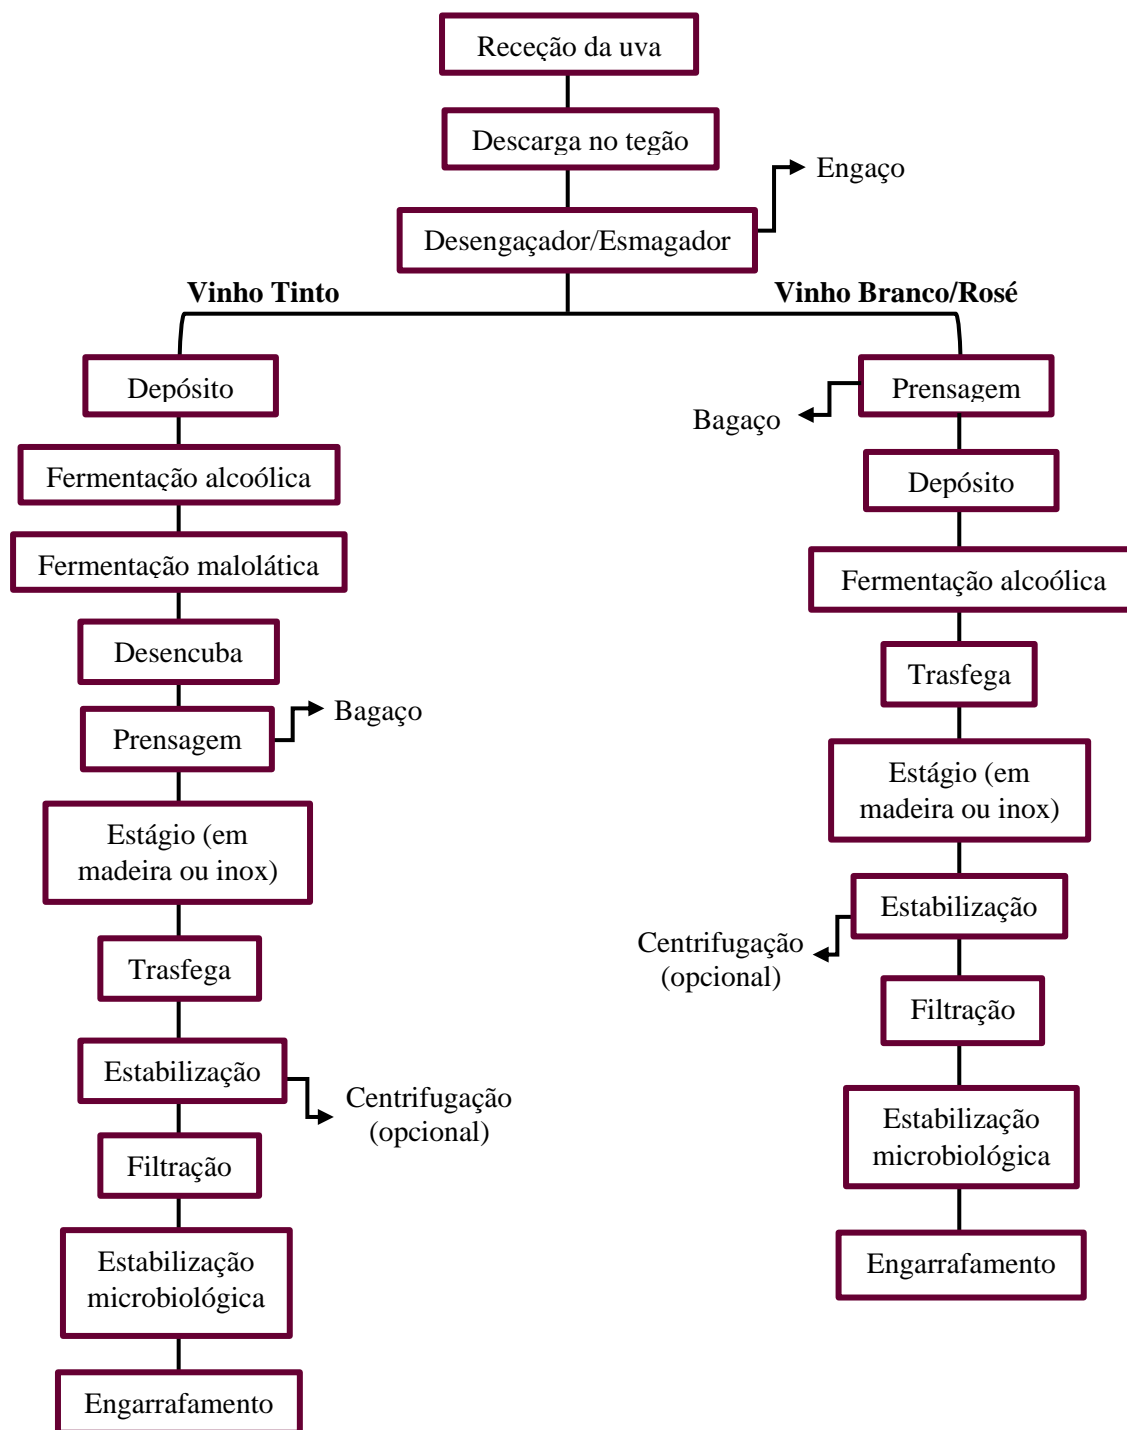 Receção da uva
Descarga no tegão
Engaço
Desengaçador/Esmagador
Vinho Tinto
Vinho Branco/Rosé
Depósito
Fermentação alcoólica
Fermentação malolática
Desencuba
Prensagem
Bagaço
Estágio (em
madeira ou inox)
Trasfega
Estabilização
Centrifugação
(opcional)
Filtração
Estabilização
microbiológica
Engarrafamento
Prensagem
Bagaço
Depósito
Fermentação alcoólica
Trasfega
Estágio (em
madeira ou inox)
Estabilização
Centrifugação
(opcional)
Filtração
Estabilização
microbiológica
Engarrafamento